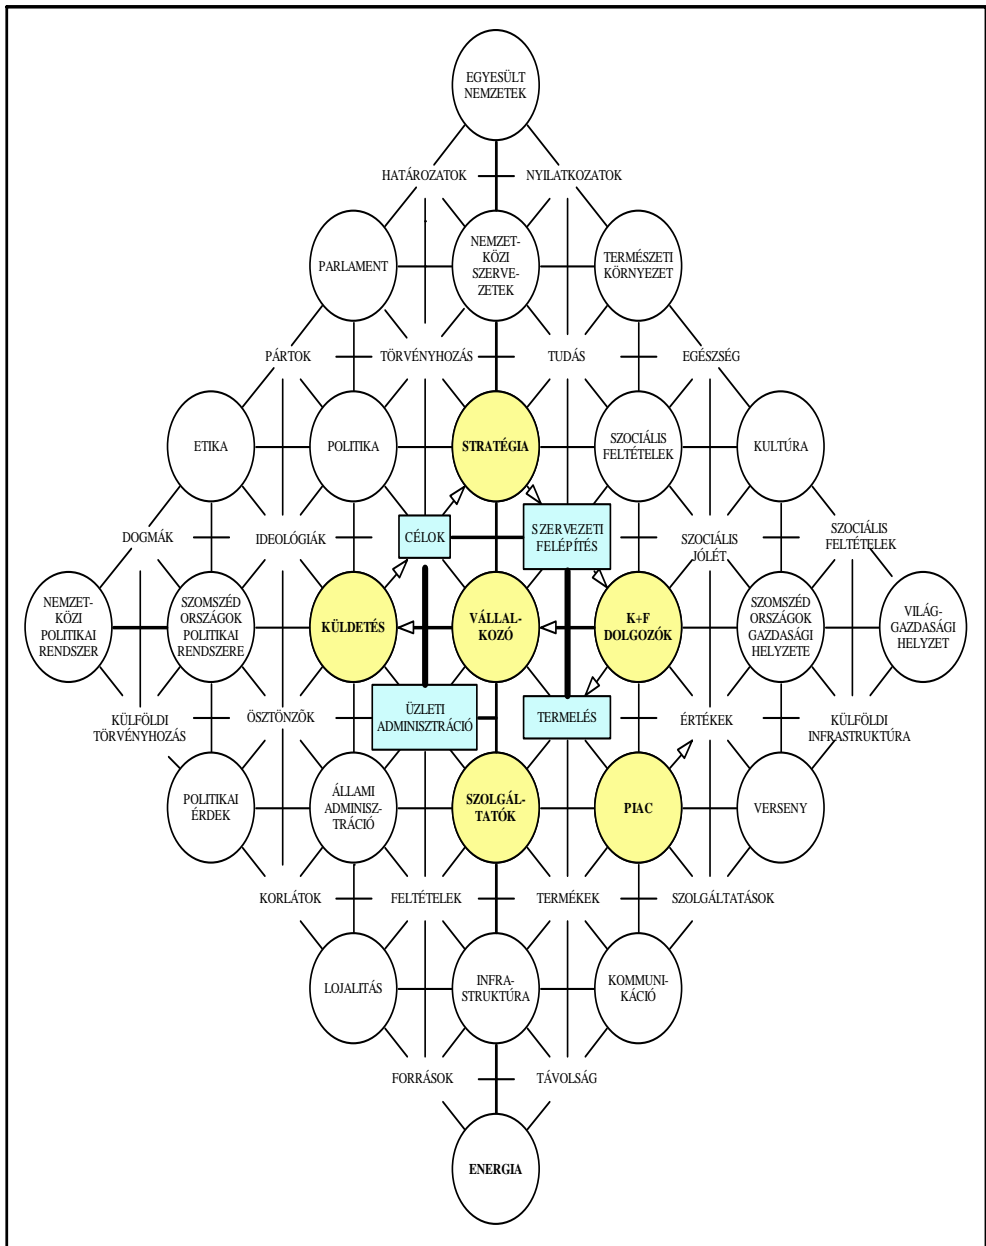 EGYESÜLT
NEMZETEK
HATÁROZATOK
NYILATKOZATOK
PARLAMENT
NEMZET-
KÖZI
SZERVE-
ZETEK
TERMÉSZETI
KÖRNYEZET
PÁRTOK
TÖRVÉNYHOZÁS
TUDÁS
EGÉSZSÉG
ETIKA
POLITIKA
STRATÉGIA
SZOCIÁLIS
FELTÉTELEK
KULTÚRA
DOGMÁK
IDEOLÓGIÁK
CÉLOK
SZERVEZETI
FELÉPÍTÉS
SZOCIÁLIS
JÓLÉT
SZOCIÁLIS
FELTÉTELEK
NEMZET-
KÖZI
POLITIKAI
RENDSZER
SZOMSZÉD
ORSZÁGOK
POLITIKAI
RENDSZERE
KÜLDETÉS
VÁLLAL-
KOZÓ
K+F
DOLGOZÓK
SZOMSZÉD
ORSZÁGOK
GAZDASÁGI
HELYZETE
VILÁG-
GAZDASÁGI
HELYZET
KÜLFÖLDI
TÖRVÉNYHOZÁS
ÖSZTÖNZÕK
ÜZLETI
ADMINISZTRÁCIÓ
TERMELÉS
ÉRTÉKEK
KÜLFÖLDI
INFRASTRUKTÚRA
POLITIKAI
ÉRDEK
ÁLLAMI
ADMINISZ-
TRÁCIÓ
SZOLGÁL-
TATÓK
PIAC
VERSENY
KORLÁTOK
FELTÉTELEK
TERMÉKEK
SZOLGÁLTATÁSOK
LOJALITÁS
INFRA-
STRUKTÚRA
KOMMUNI-
KÁCIÓ
FORRÁSOK
TÁVOLSÁG
ENERGIA